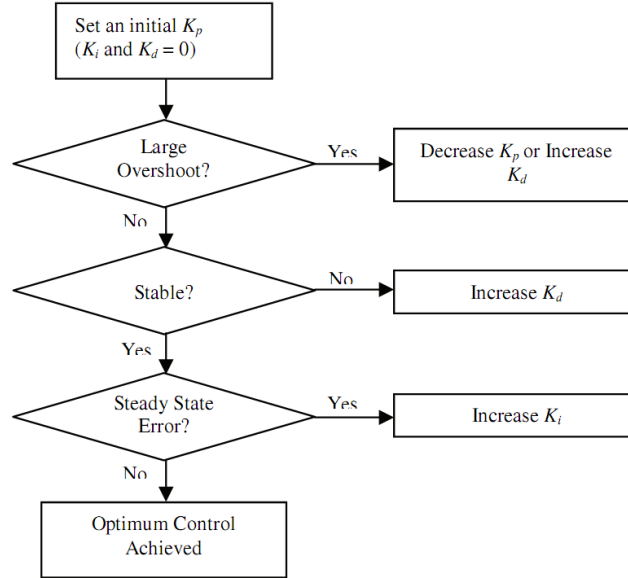 Set an initial Kp
(Ki and Kd = 0)
Large
Overshoot?
Yes
Decrease Kp or Increase
Kd
No
Stable?
No
Increase Kd
Yes
Steady State
Error?
Yes
Increase Ki
No
Optimum Control
Achieved